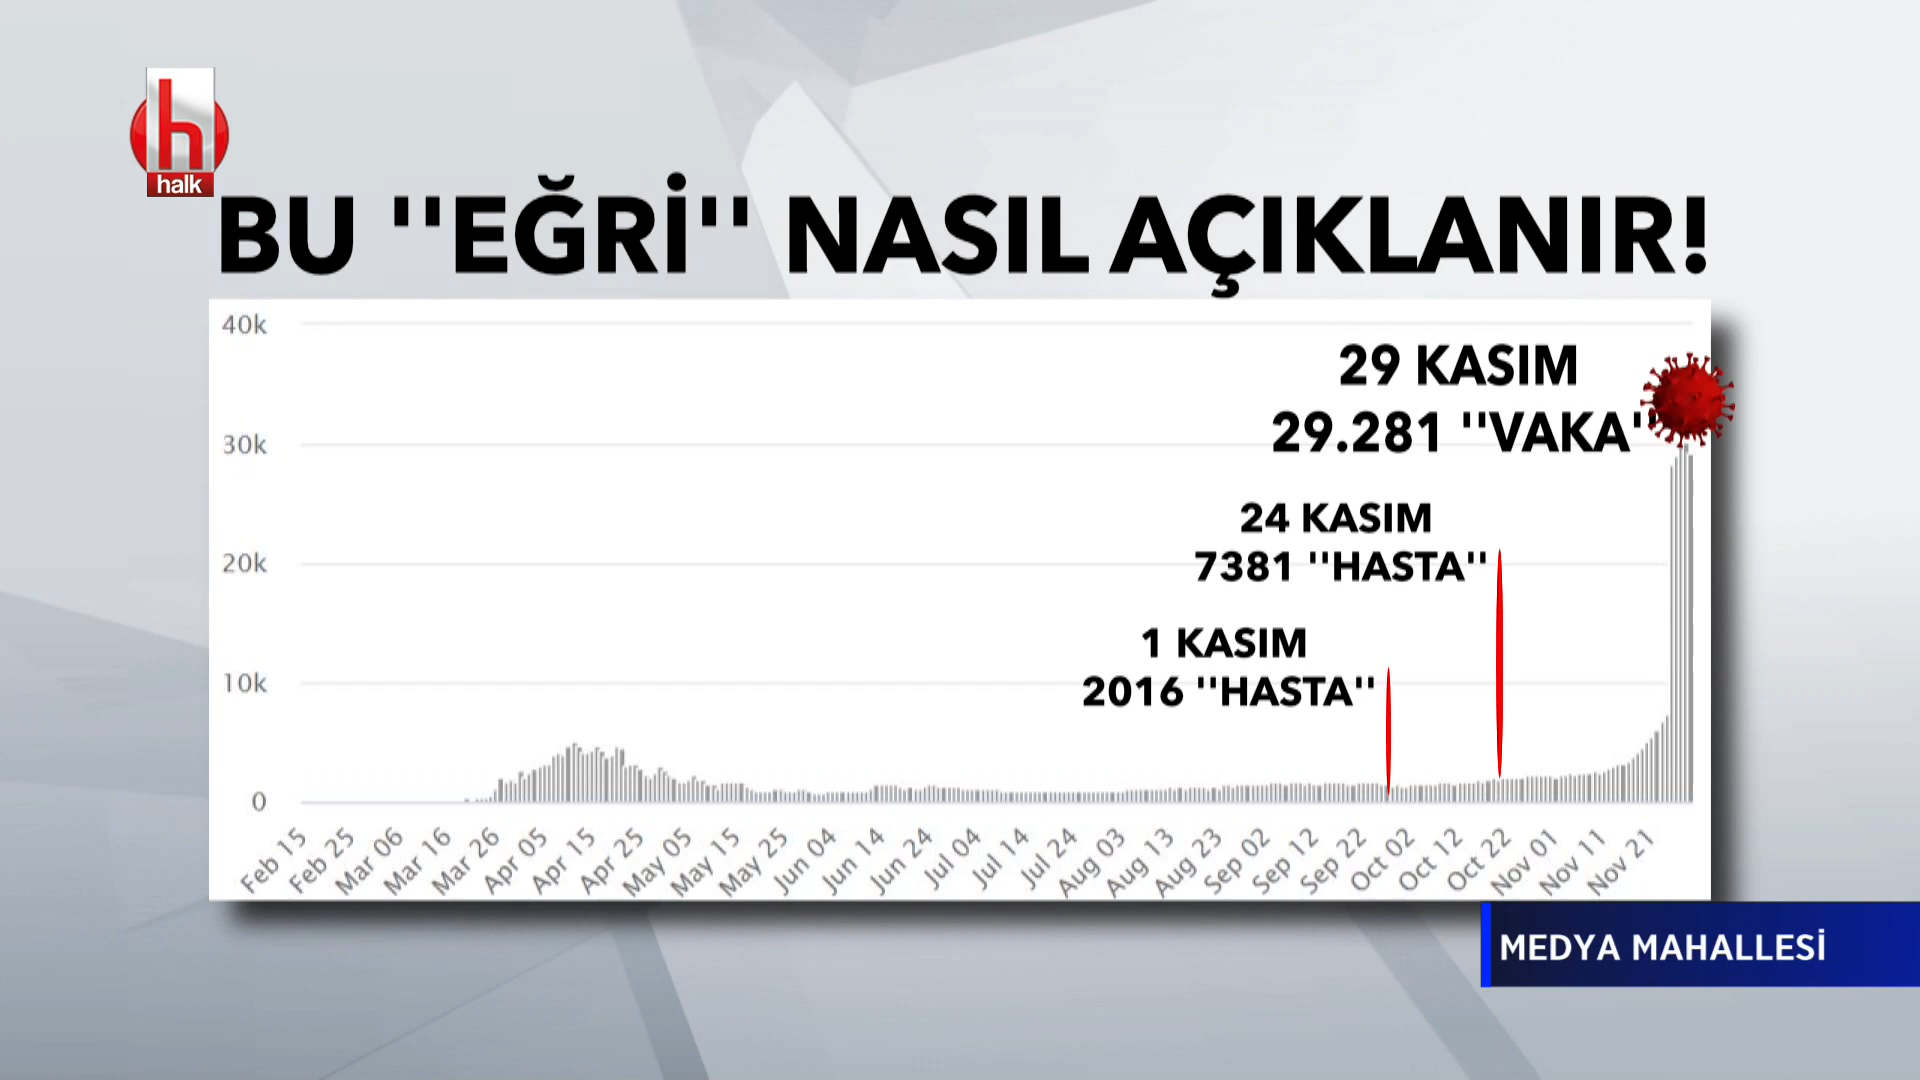 h
halk
BU ''EĞRİ'' NASIL AÇIKLANIR!
40k
30k
20k
10k
0
29 KASIM
29.281 ''VAKA'
24 KASIM
7381 ''HASTA''
1 KASIM
2016 ''HASTA''
Feb 15
Feb 25
Mar 06
Mar 16
Mar 26
Apr 05
Apr 15
Apr 25
May 05
May 15
May 25
Jun 04
Jun 14
Jun 24
Jul 04
Jul 14
Jul 24
Aug 03
Aug 13
Aug 23
Sep 02
Sep 12
Sep 22
Oct 02
Oct 12
Oct 22
Nov 01
Nov 11
Nov 21
MEDYA MAHALLESİ